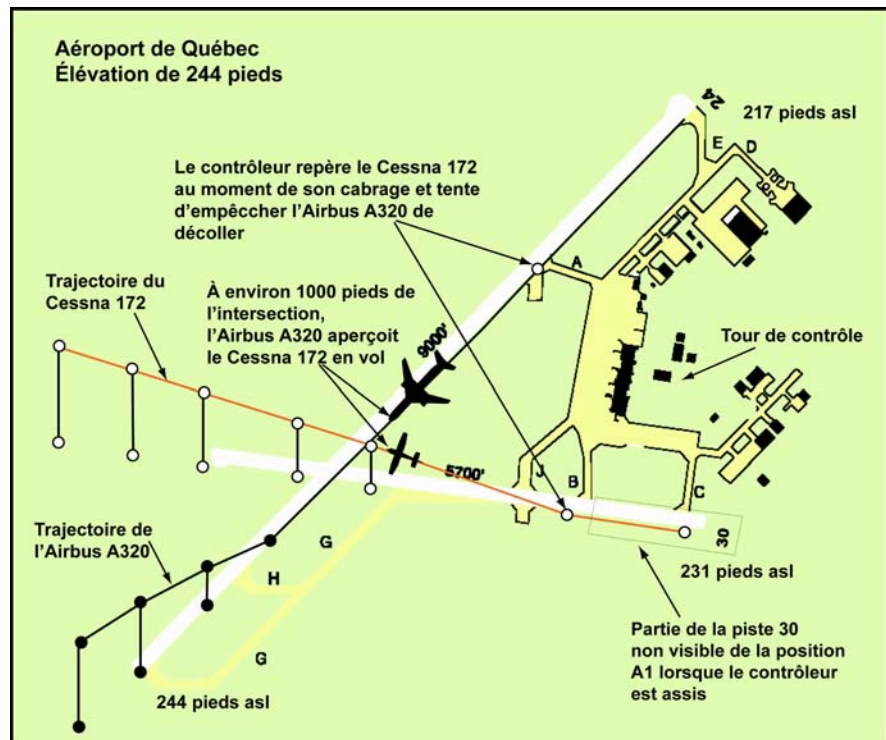 Aéroport de Québec
Élévation de 244 pieds
24
217 pieds asl
E
D
Le contrôleur repère le Cessna 172
au moment de son cabrage et tente
d'empêccher l'Airbus A320 de
décoller
A
Trajectoire du
Cessna 172
À environ 1000 pieds de
l'intersection,
l'Airbus A320 aperçoit
le Cessna 172 en vol
9000'
Tour de contrôle
5700'
J
B
C
30
Trajectoire de
l'Airbus A320
G
H
G
231 pieds asl
Partie de la piste 30
non visible de la position
A1 lorsque le contrôleur
est assis
244 pieds asl